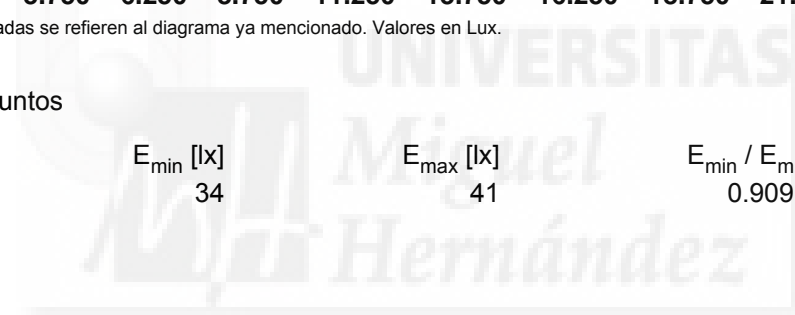 adas se refieren al diagrama ya mencionado. Valores en Lux.
UNIVERSITAS
untos
Miguel
E_min [lx] E_max [lx] E_min / E_m
34 41 0.909
Hernández